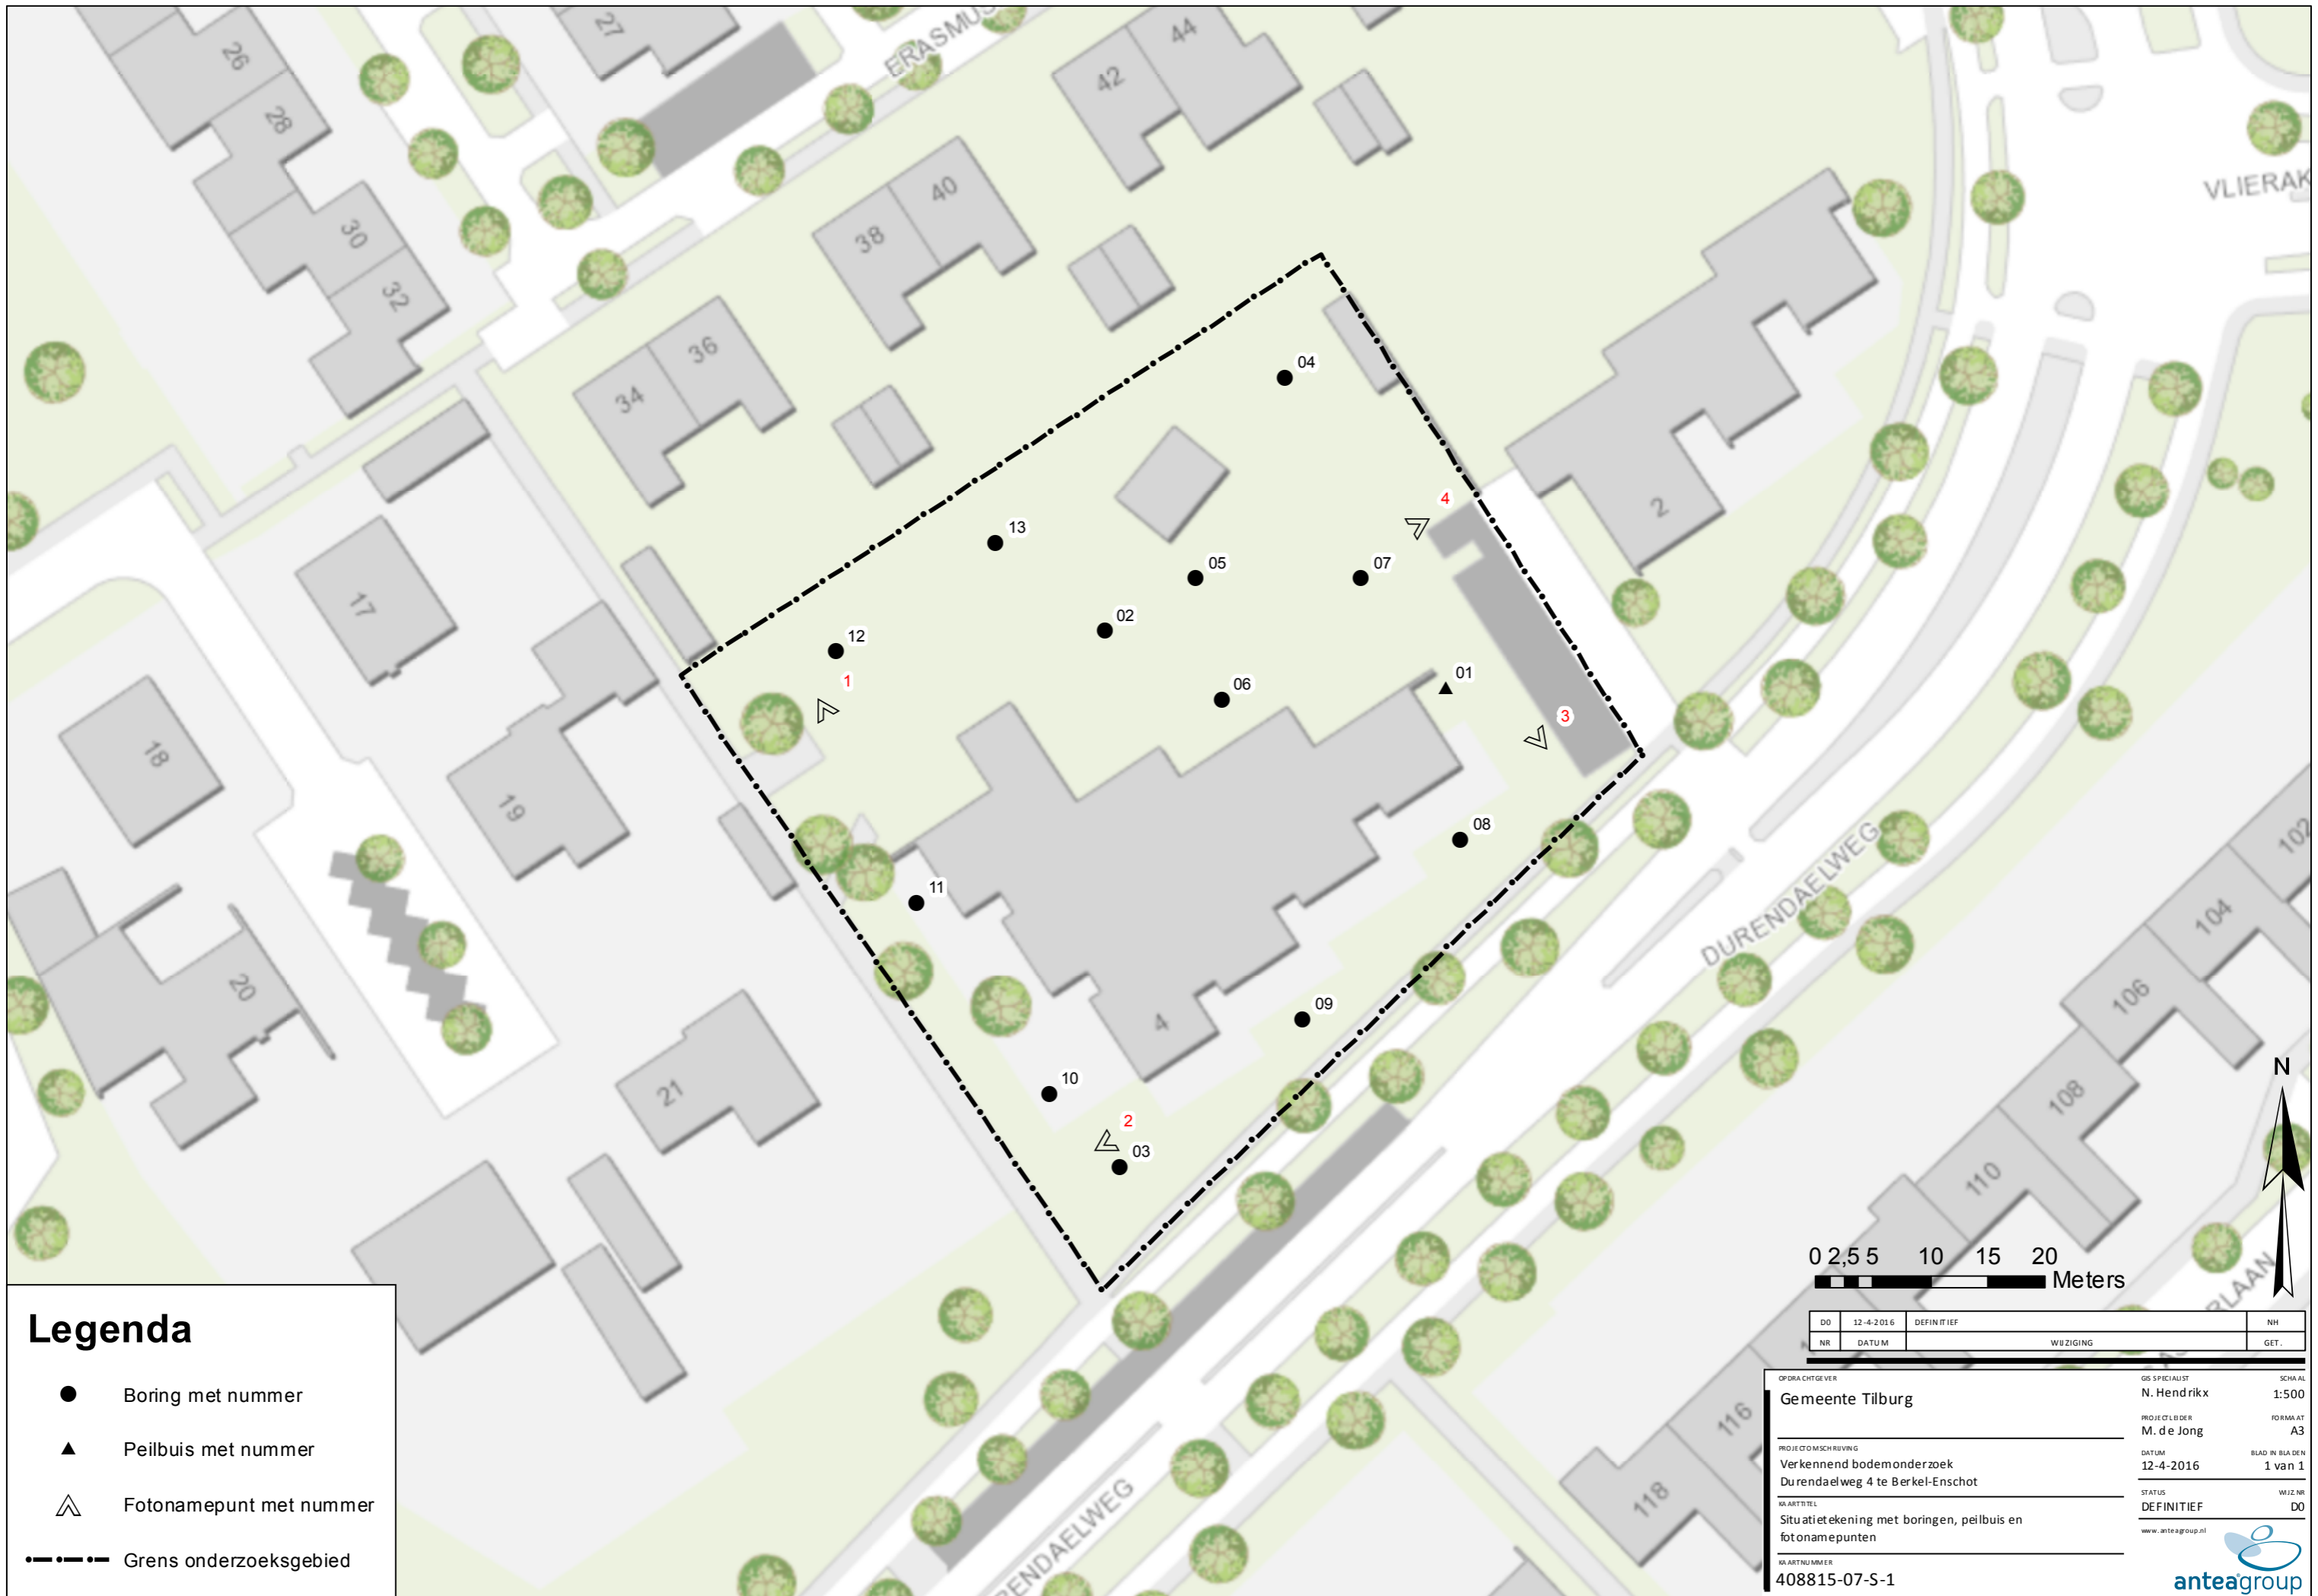 26
27
ERASMUS
44
42
28
40
VLIERAK
38
30
32
36
34
04
4
2
13
05
07
17
02
12
1
06
01
3
18
19
08
DURENDAELWEG
102
11
104
20
09
4
106
21
10
108
2
03
110
N
0 2,5 5 10 15 20
Meters
RLAAN
116
118
RENDAELWEG
Legenda
Boring met nummer
Peilbuis met nummer
Fotonamepunt met nummer
Grens onderzoeksgebied
D0 12-4-2016 DEFINITIEF NH
NR DATUM WIJZIGING GET.
OPDRACHTGEVER
Gemeente Tilburg
PROJECTOMSCHRIJVING
Verkennend bodemonderzoek
Durendaelweg 4 te Berkel-Enschot
KAARTTITEL
Situatietekening met boringen, peilbuis en
fotonamepunten
KAARTNUMMER
408815-07-S-1
GIS SPECIALIST SCHAAL
N. Hendrikx 1:500
PROJECTLEIDER FORMAAT
M. de Jong A3
DATUM BLAD IN BLADEN
12-4-2016 1 van 1
STATUS WIJZ.NR
DEFINITIEF D0
www.anteagroup.nl
anteagroup